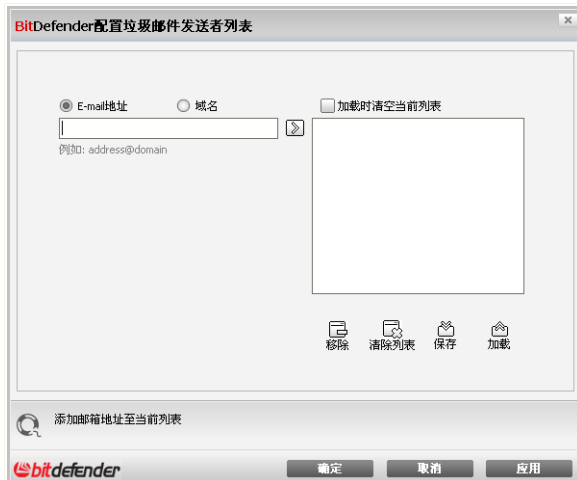 BitDefender配置垃圾邮件发送者列表
E-mail地址
域名
加载时清空当前列表
例如: address@domain
移除
清除列表
保存
加载
添加邮箱地址至当前列表
bitdefender
确定
取消
应用